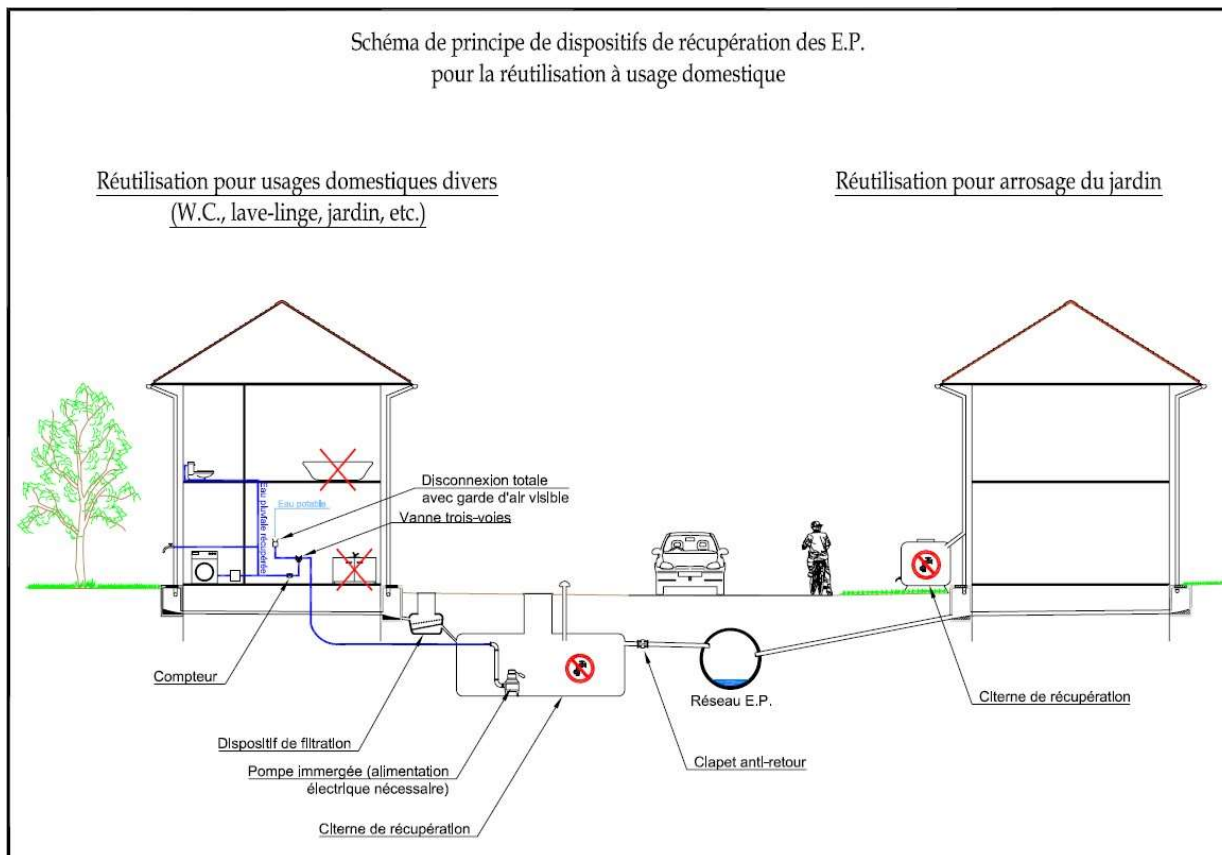 Schéma de principe de dispositifs de récupération des E.P.
pour la réutilisation à usage domestique
Réutilisation pour usages domestiques divers
(W.C., lave-linge, jardin, etc.)
Réutilisation pour arrosage du jardin
Disconnexion totale
avec garde d'air visible
Eau potable
Vanne trois-voies
Eau pluviale récupérée
Compteur
Réseau E.P.
Citerne de récupération
Dispositif de filtration
Clapet anti-retour
Pompe immergée (alimentation
électrique nécessaire)
Citerne de récupération